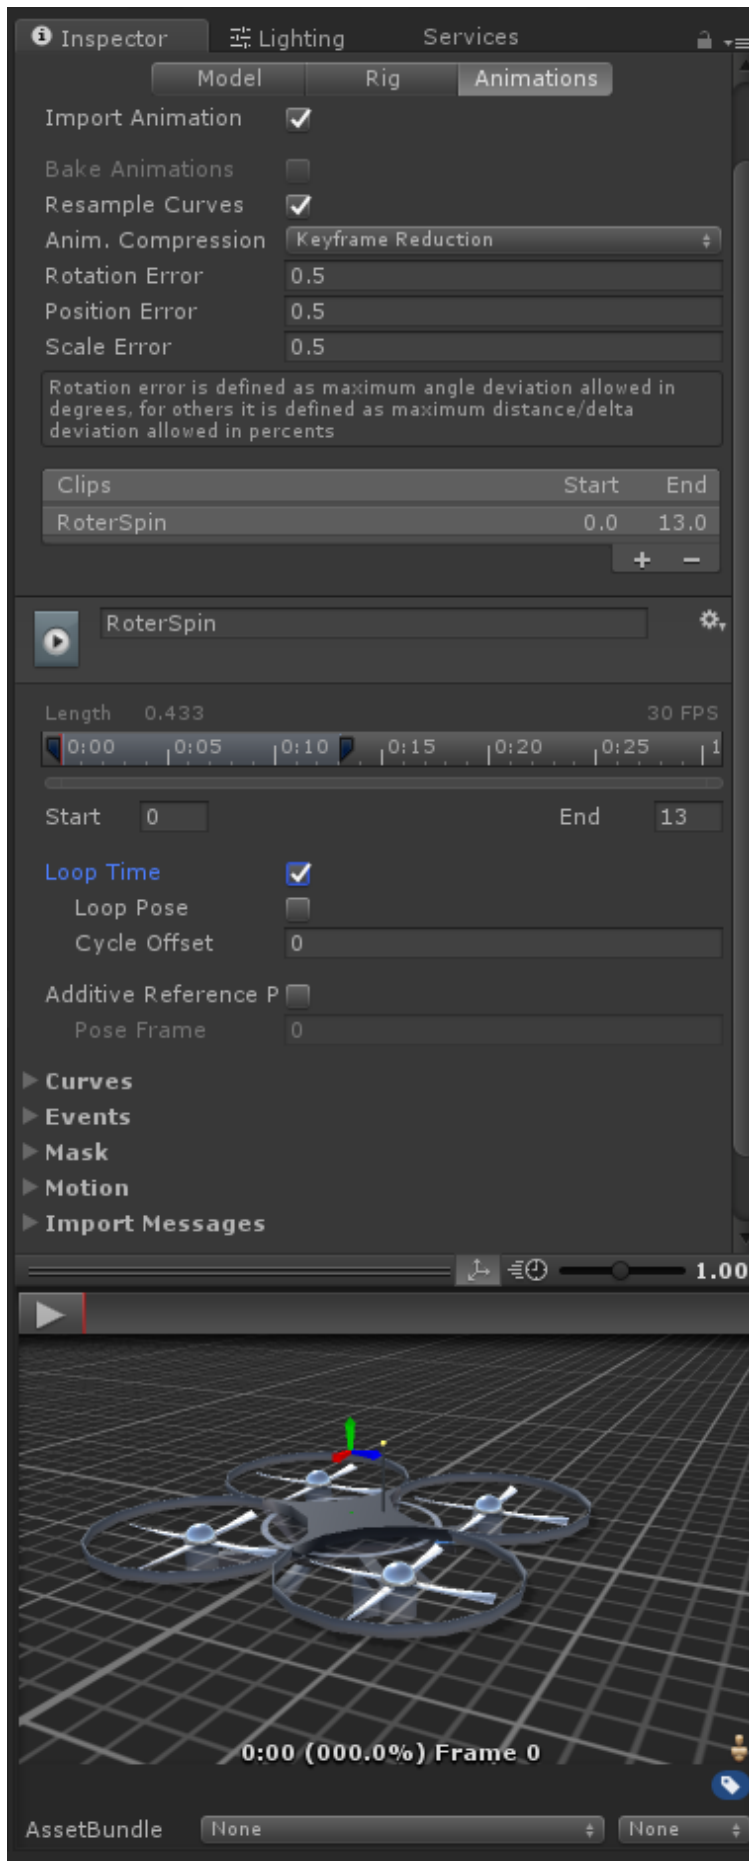 Inspector Lighting Services
Model Rig Animations
Import Animation
Bake Animations
Resample Curves
Anim. Compression Keyframe Reduction
Rotation Error 0.5
Position Error 0.5
Scale Error 0.5
Rotation error is defined as maximum angle deviation allowed in
degrees, for others it is defined as maximum distance/delta
deviation allowed in percents
Clips Start End
RoterSpin 0.0 13.0
+ −
RoterSpin
Length 0.433 30 FPS
0:00 0:05 0:10 0:15 0:20 0:25 1
Start 0 End 13
Loop Time
Loop Pose
Cycle Offset 0
Additive Reference P
Pose Frame 0
Curves
Events
Mask
Motion
Import Messages
1.00
0:00 (000.0%) Frame 0
AssetBundle None None